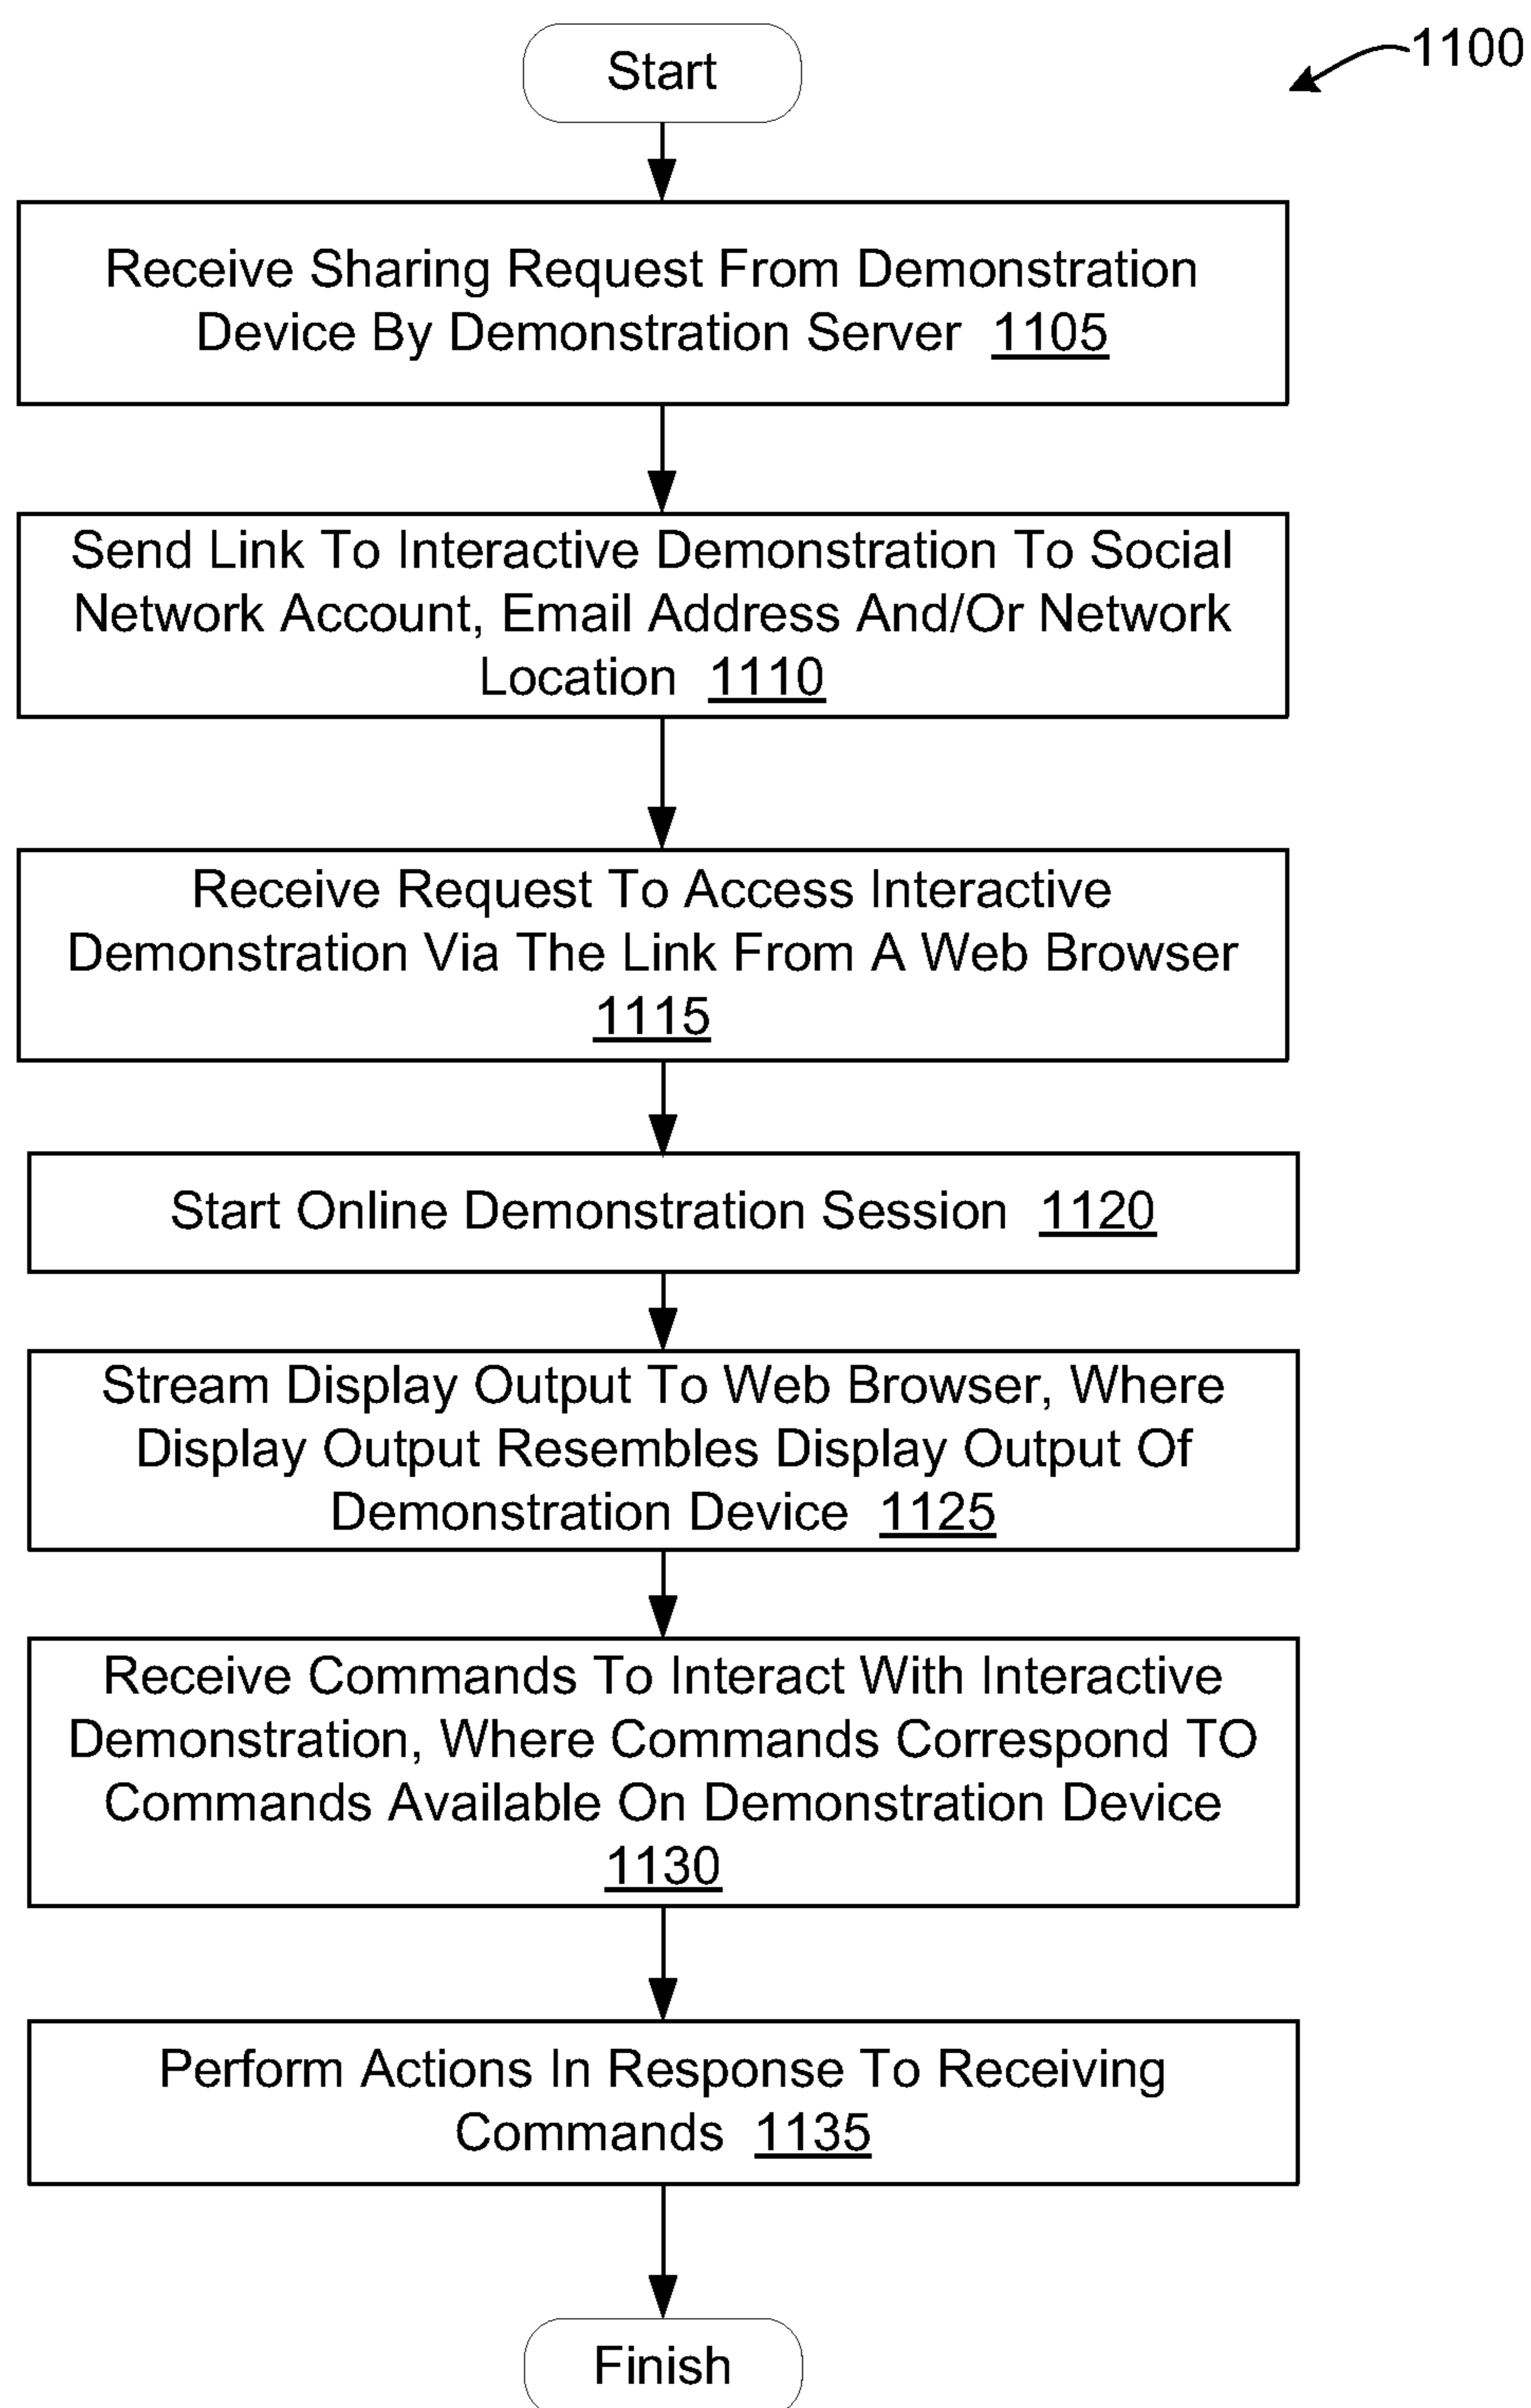 Start
1100
Receive Sharing Request From Demonstration
Device By Demonstration Server 1105
Send Link To Interactive Demonstration To Social
Network Account, Email Address And/Or Network
Location 1110
Receive Request To Access Interactive
Demonstration Via The Link From A Web Browser
1115
Start Online Demonstration Session 1120
Stream Display Output To Web Browser, Where
Display Output Resembles Display Output Of
Demonstration Device 1125
Receive Commands To Interact With Interactive
Demonstration, Where Commands Correspond TO
Commands Available On Demonstration Device
1130
Perform Actions In Response To Receiving
Commands 1135
Finish